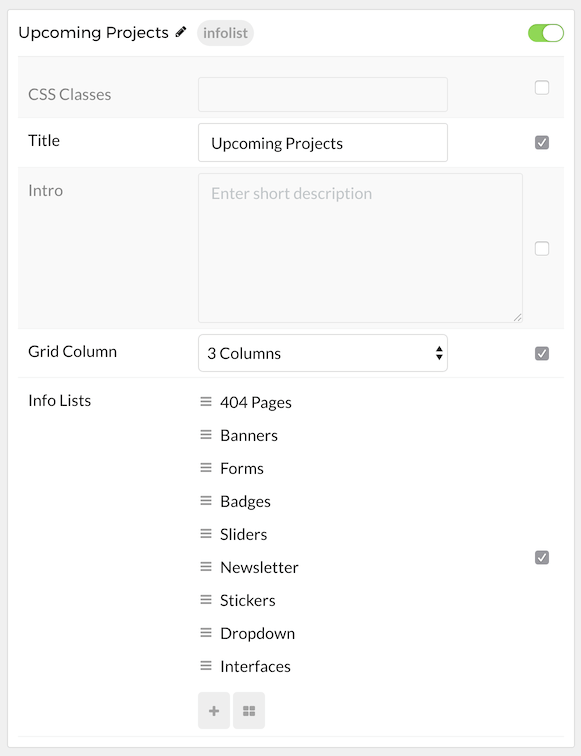 Upcoming Projects infolist
CSS Classes
Title Upcoming Projects
Intro Enter short description
Grid Column 3 Columns
Info Lists 404 Pages
Banners
Forms
Badges
Sliders
Newsletter
Stickers
Dropdown
Interfaces